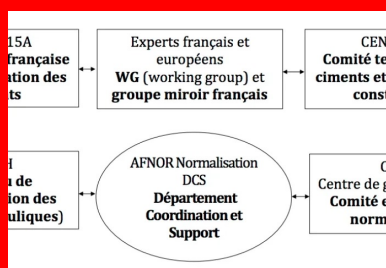 15A
française
ation des
ts
Experts français et
européens
WG (working group) et
groupe miroir français
CEN
Comité te
ciments et
const
H
u de
ion des
uliques)
AFNOR Normalisation
DCS
Département
Coordination et
Support
C
Centre de g
Comité e
norm